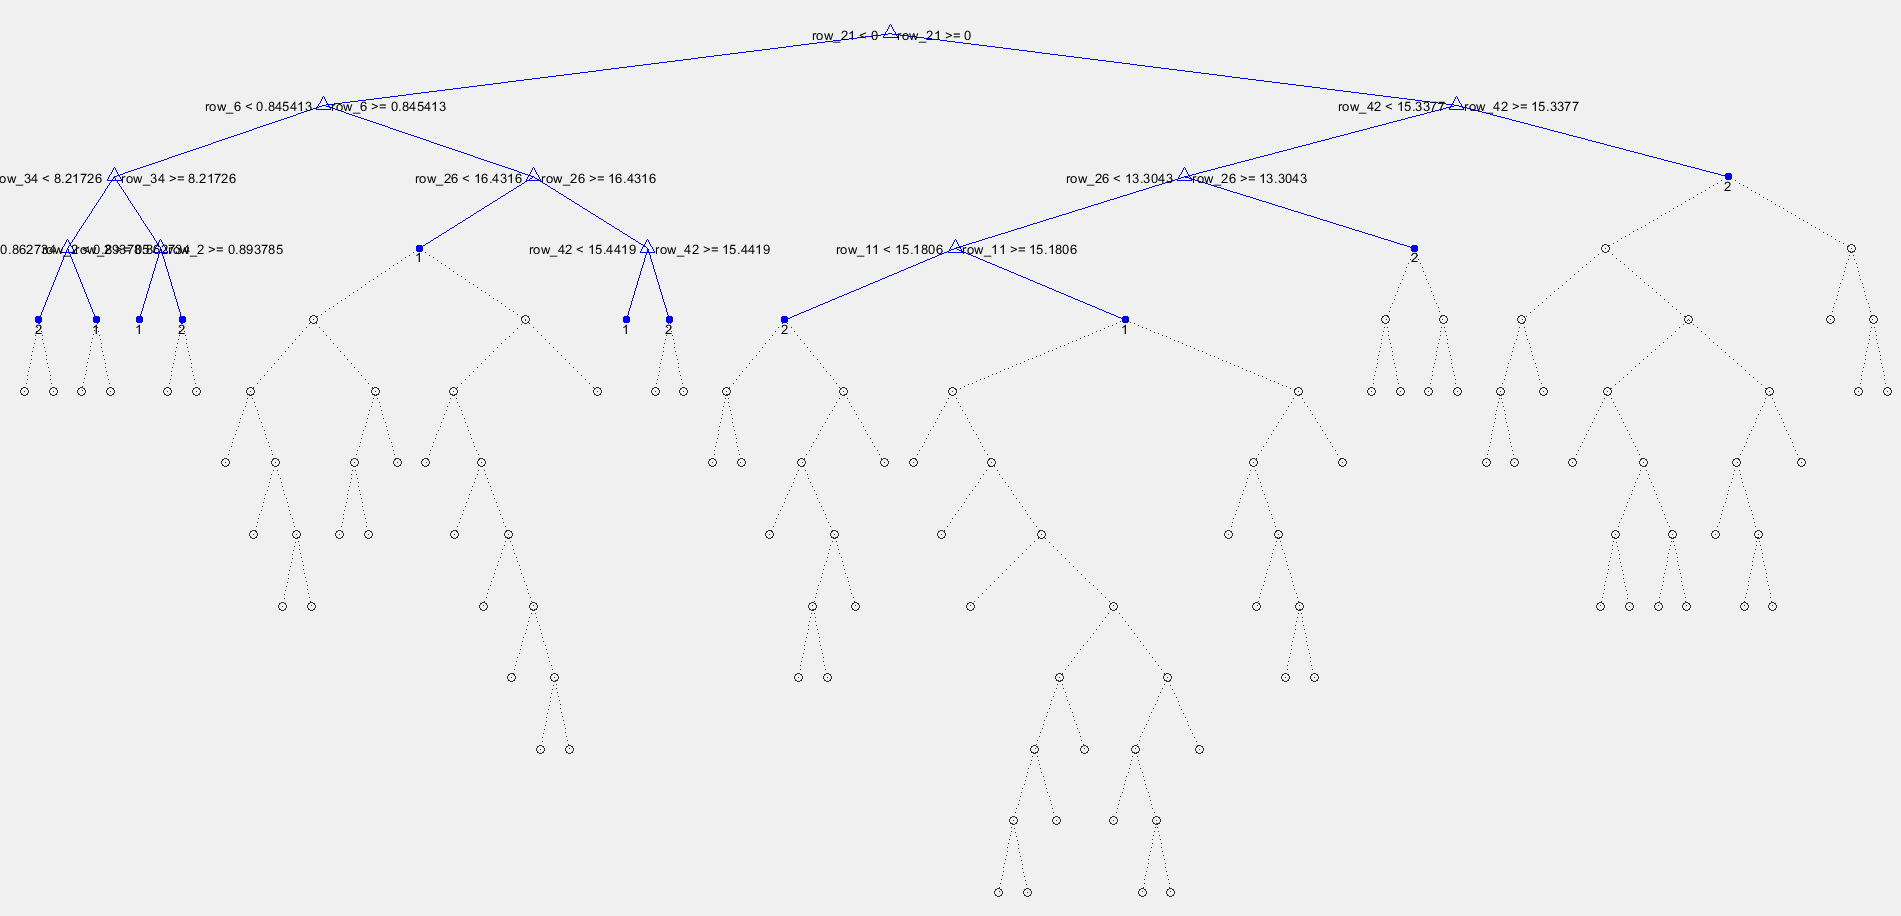 row_21 < 0 row_21 >= 0
row_6 < 0.845413 row_6 >= 0.845413 row_42 < 15.3377 row_42 >= 15.3377
ow_34 < 8.21726 row_34 >= 8.21726 row_26 < 16.4316 row_26 >= 16.4316 row_26 < 13.3043 row_26 >= 13.3043 2
0.862734 row_2 >= 0.893785 1 row_42 < 15.4419 row_42 >= 15.4419 row_11 < 15.1806 row_11 >= 15.1806 2
2 1 1 2 1 2 2 1